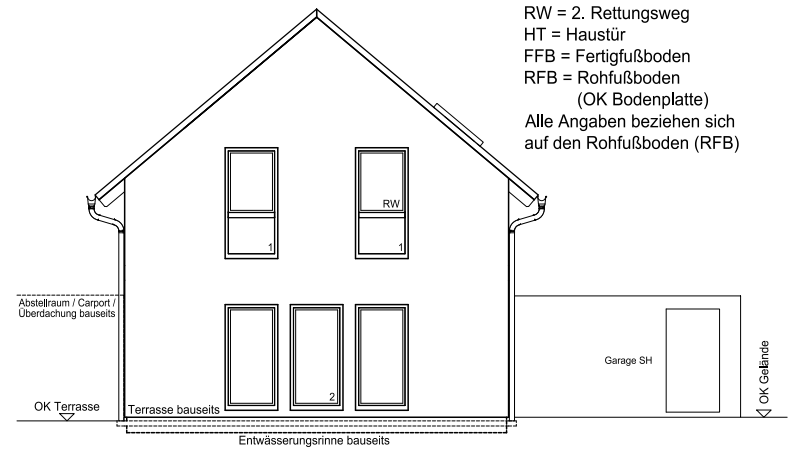 RW = 2. Rettungsweg
HT = Haustür
FFB = Fertigfußboden
RFB = Rohfußboden
(OK Bodenplatte)
Alle Angaben beziehen sich
auf den Rohfußboden (RFB)
RW
1
1
Abstellraum / Carport /
Überdachung bauseits
Garage SH
OK Gelände
2
OK Terrasse
Terrasse bauseits
Entwässerungsrinne bauseits